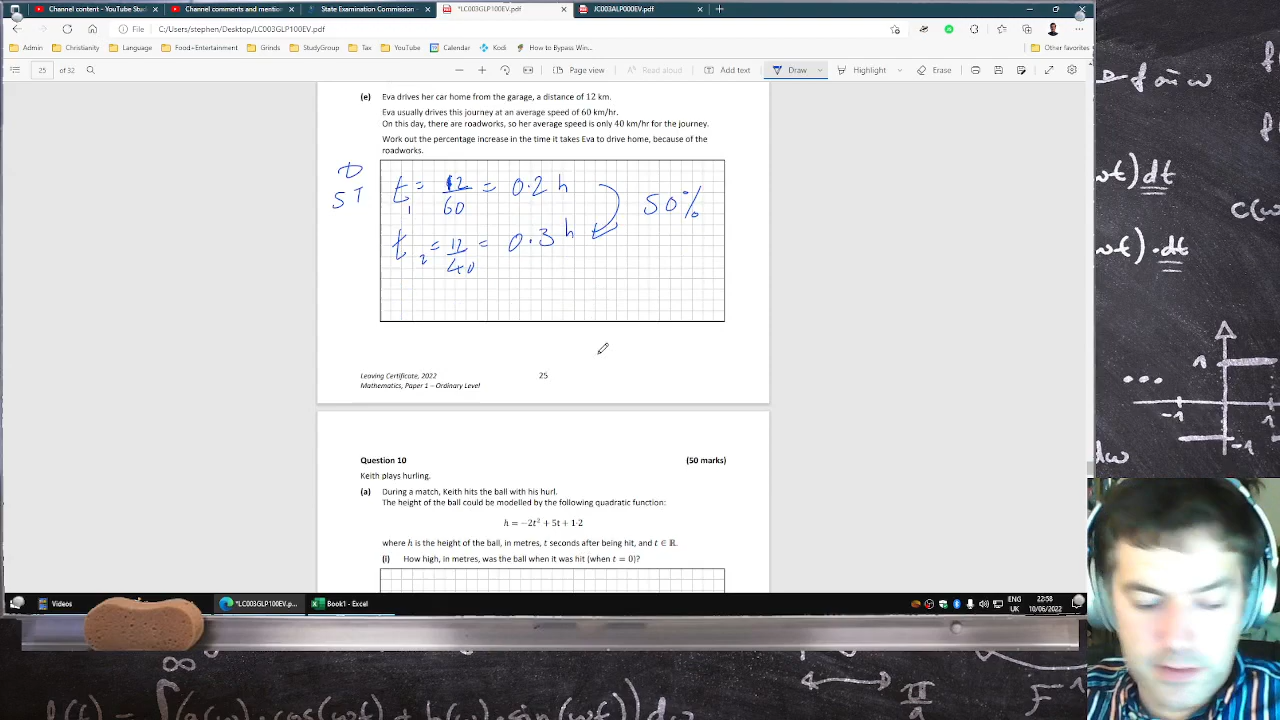 Channel content - YouTube Stud
Channel comments and mention
State Examination Commission
*LC003GLP100EV.pdf
JC003ALP000EV.pdf
File
C:/Users/stephen/Desktop/LC003GLP100EV.pdf
Admin
Christianity
Language
Food+Entertainment
Grinds
StudyGroup
Tax
YouTube
Calendar
Kodi
How to Bypass Win...
Other favorites
25 of 32
Page view
Read aloud
Add text
Draw
Highlight
Erase
(e) Eva drives her car home from the garage, a distance of 12 km.
Eva usually drives this journey at an average speed of 60 km/hr.
On this day, there are roadworks, so her average speed is only 40 km/hr for the journey.
Work out the percentage increase in the time it takes Eva to drive home, because of the
roadworks.
D
S T
t₁ = 12/60 = 0.2 h
50%
t₂ = 12/40 = 0.3 h
Leaving Certificate, 2022
25
Mathematics, Paper 1 – Ordinary Level
Question 10 (50 marks)
Keith plays hurling.
(a) During a match, Keith hits the ball with his hurl.
The height of the ball could be modelled by the following quadratic function:
h = −2t² + 5t + 1·2
where h is the height of the ball, in metres, t seconds after being hit, and t ∈ ℝ.
(i) How high, in metres, was the ball when it was hit (when t = 0)?
Videos
*LC003GLP100EV.p...
Book1 - Excel
ENG
UK
22:58
10/06/2022
wt) dt
c(w
wt) · dt
1
...
-1
1
-1
dw
∞
π